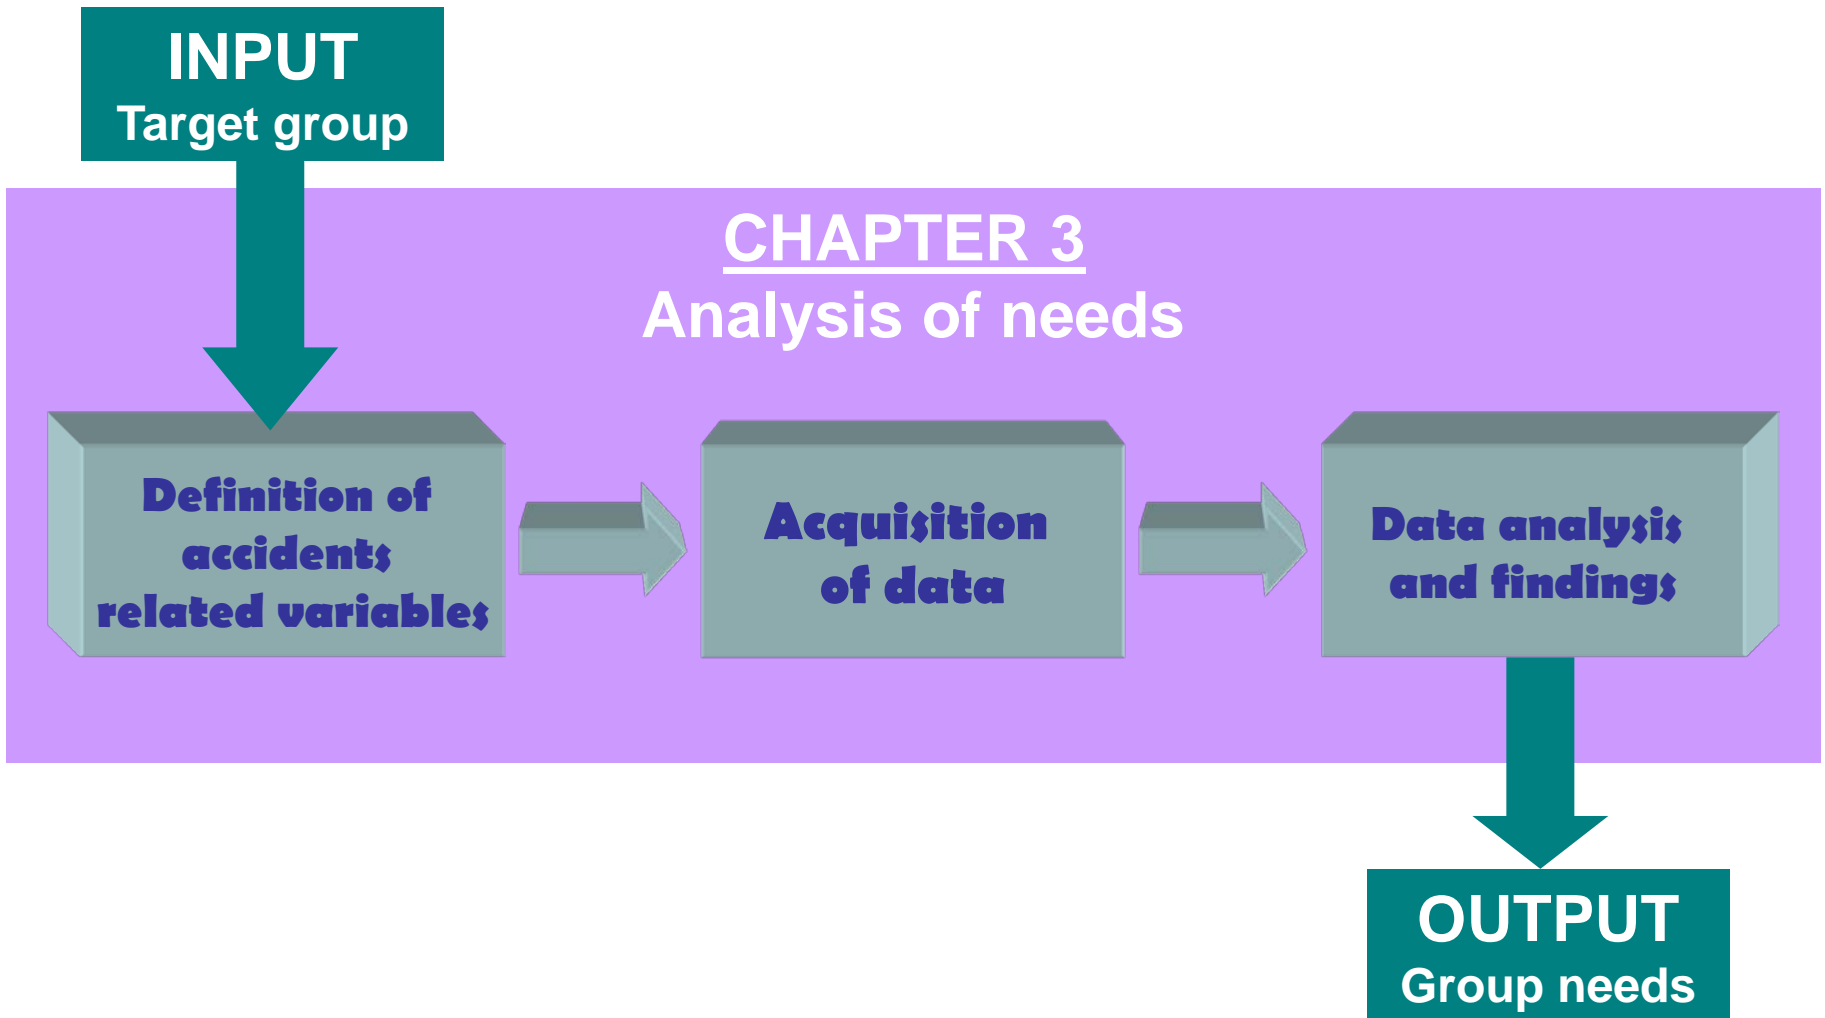 INPUT
Target group
CHAPTER 3
Analysis of needs
Definition of
accidents
related variables
Acquisition
of data
Data analysis
and findings
OUTPUT
Group needs